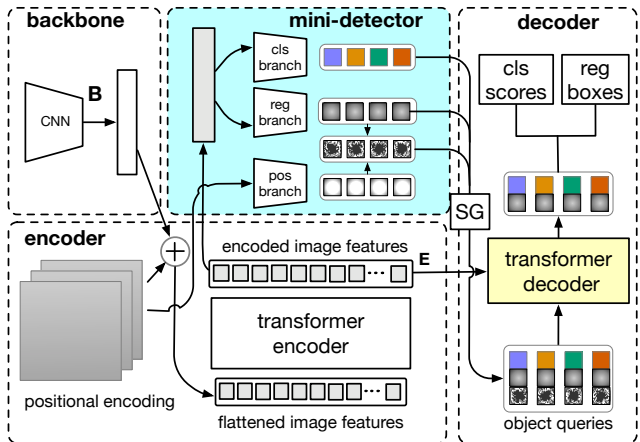 backbone
B
CNN
mini-detector
cls
branch
reg
branch
pos
branch
decoder
cls
scores
reg
boxes
SG
transformer
decoder
object queries
encoder
positional encoding
encoded image features
...
E
transformer
encoder
...
flattened image features